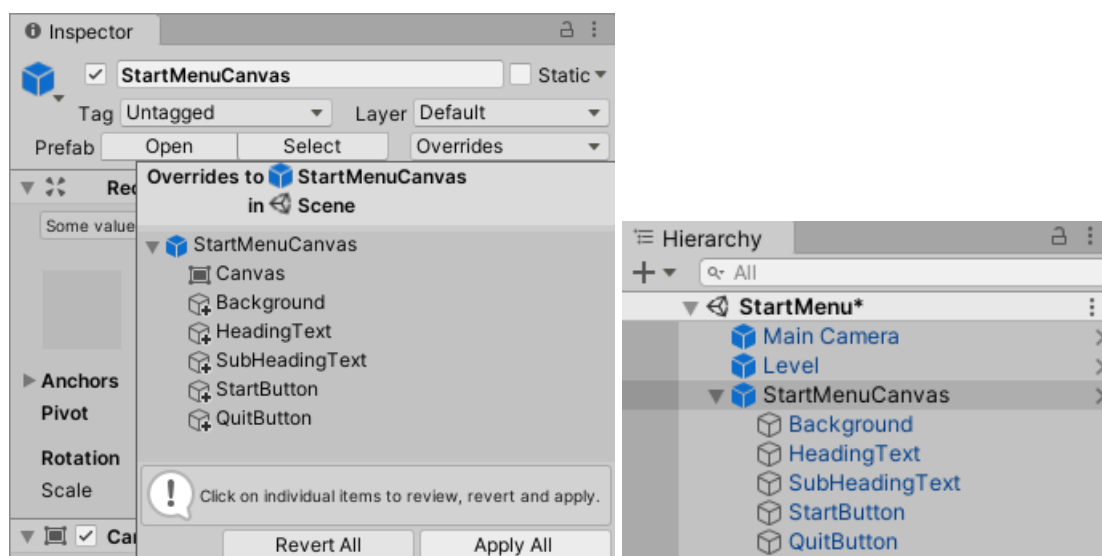 Inspector
StartMenuCanvas
Static
Tag Untagged Layer Default
Prefab Open Select Overrides
Overrides to StartMenuCanvas
in Scene
Rec
Some value
StartMenuCanvas
Canvas
Background
HeadingText
SubHeadingText
StartButton
QuitButton
Anchors
Pivot
Rotation
Scale
Click on individual items to review, revert and apply.
Ca
Revert All Apply All
Hierarchy
All
StartMenu*
Main Camera
Level
StartMenuCanvas
Background
HeadingText
SubHeadingText
StartButton
QuitButton